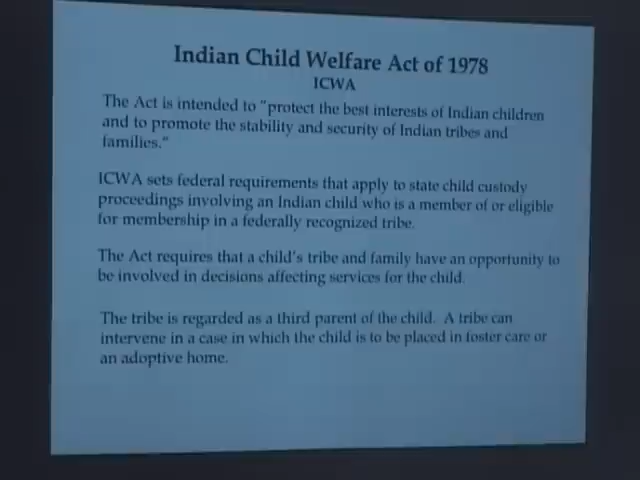 Indian Child Welfare Act of 1978
ICWA
The Act is intended to "protect the best interests of Indian children
and to promote the stability and security of Indian tribes and
families."
ICWA sets federal requirements that apply to state child custody
proceedings involving an Indian child who is a member of or eligible
for membership in a federally recognized tribe.
The Act requires that a child's tribe and family have an opportunity to
be involved in decisions affecting services for the child.
The tribe is regarded as a third parent of the child. A tribe can
intervene in a case in which the child is to be placed in foster care or
an adoptive home.